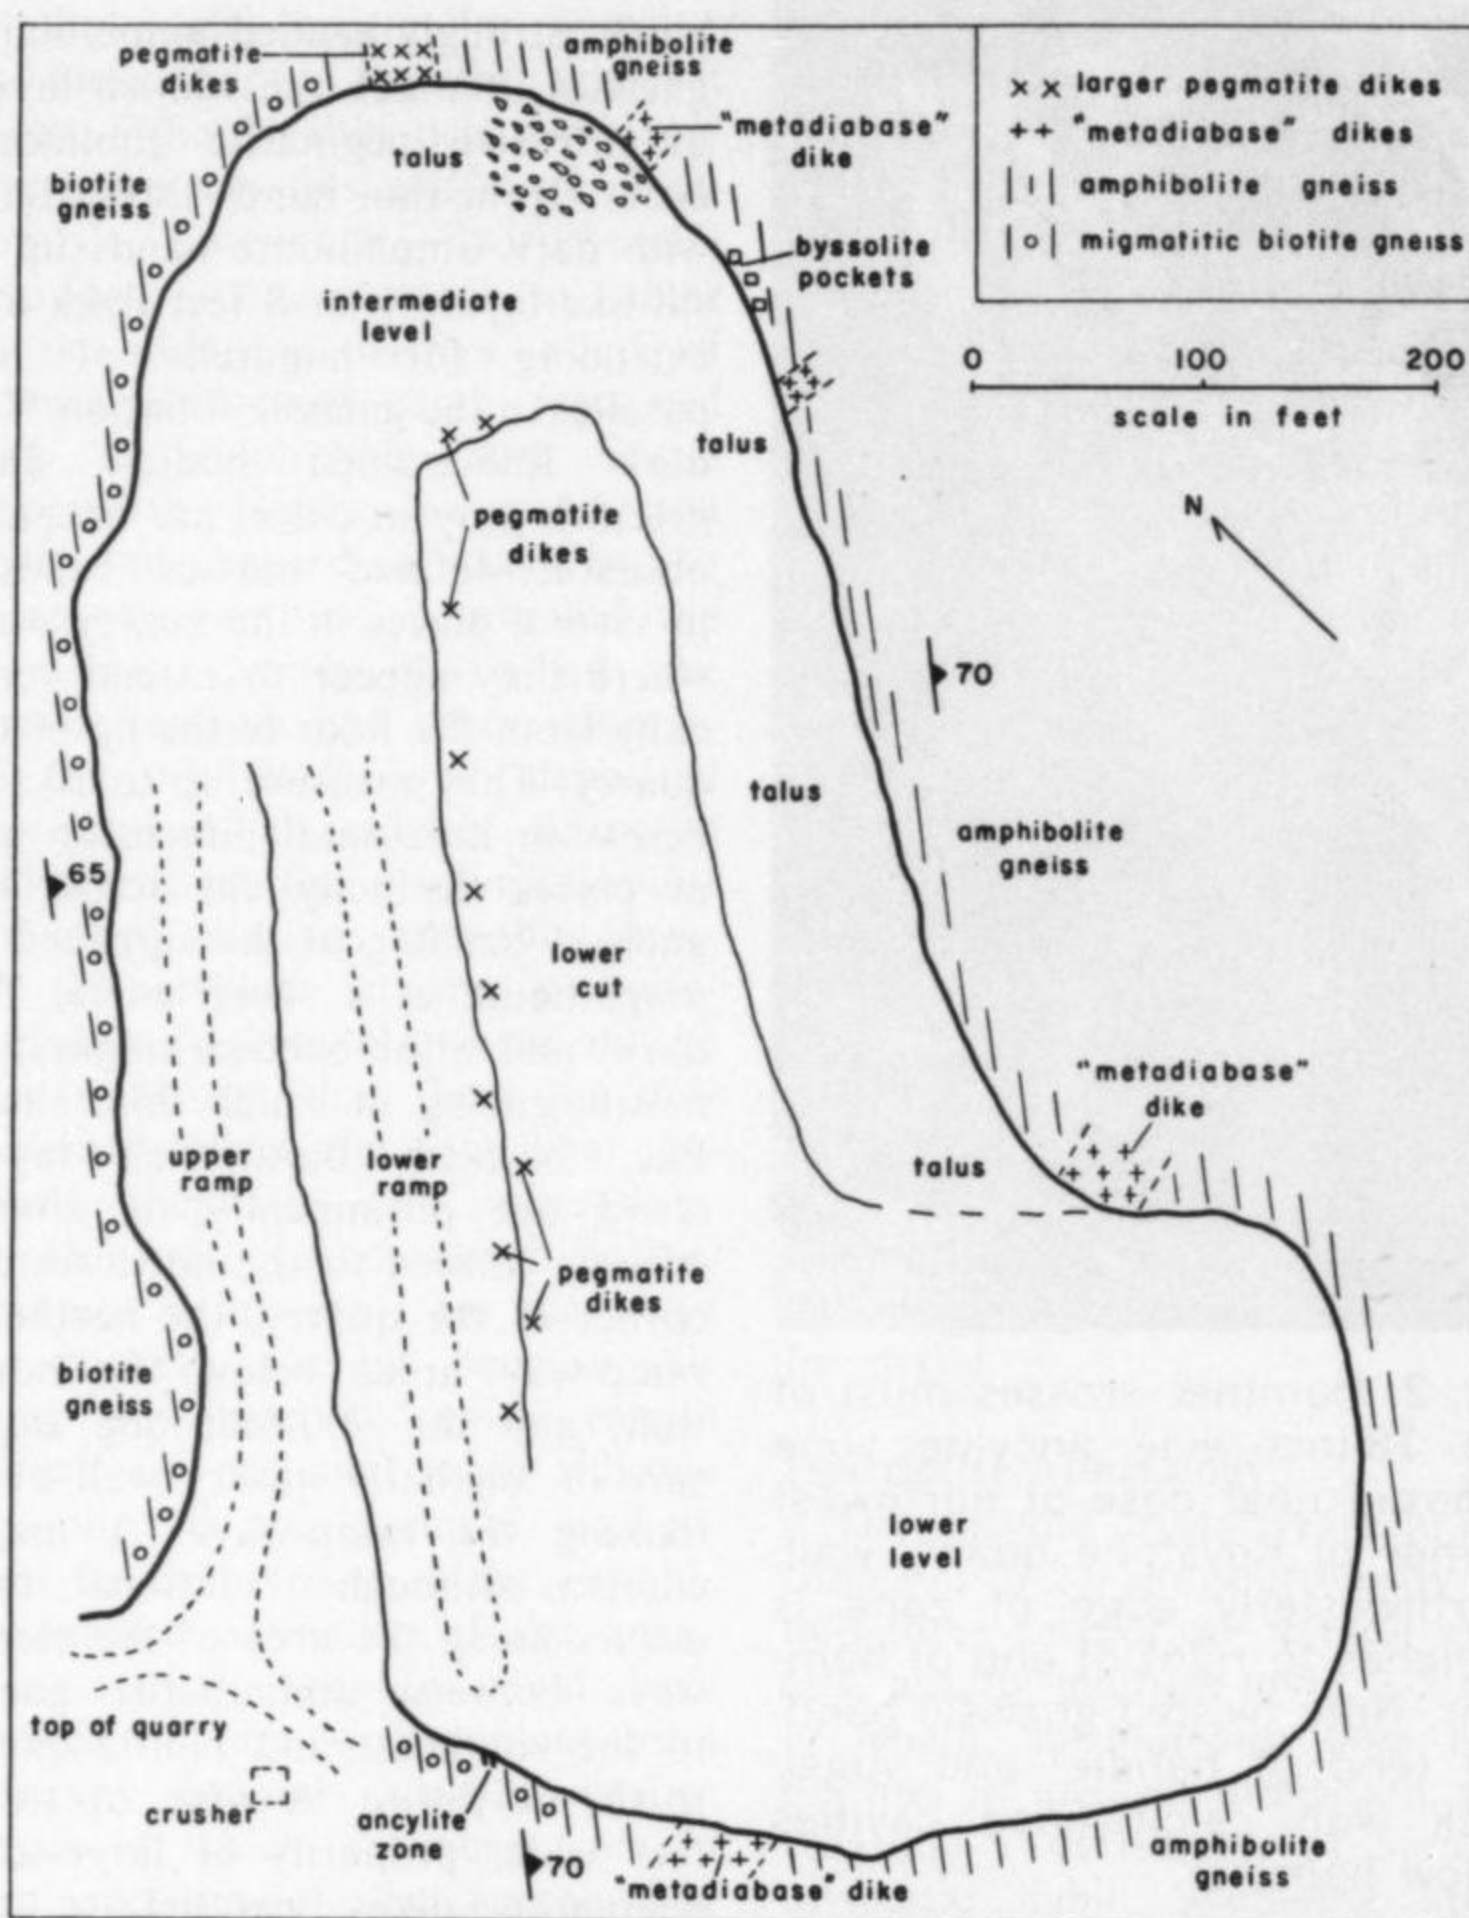 pegmatite
dikes
amphibolite
gneiss
× × larger pegmatite dikes
+ + "metadiabase" dikes
amphibolite gneiss
migmatitic biotite gneiss
"metadiabase"
dike
talus
biotite
gneiss
byssolite
pockets
intermediate
level
0 100 200
scale in feet
talus
N
pegmatite
dikes
70
talus
amphibolite
gneiss
65
lower
cut
"metadiabase"
dike
upper
ramp
lower
ramp
talus
pegmatite
dikes
biotite
gneiss
lower
level
top of quarry
crusher
ancylite
zone
70
"metadiabase" dike
amphibolite
gneiss